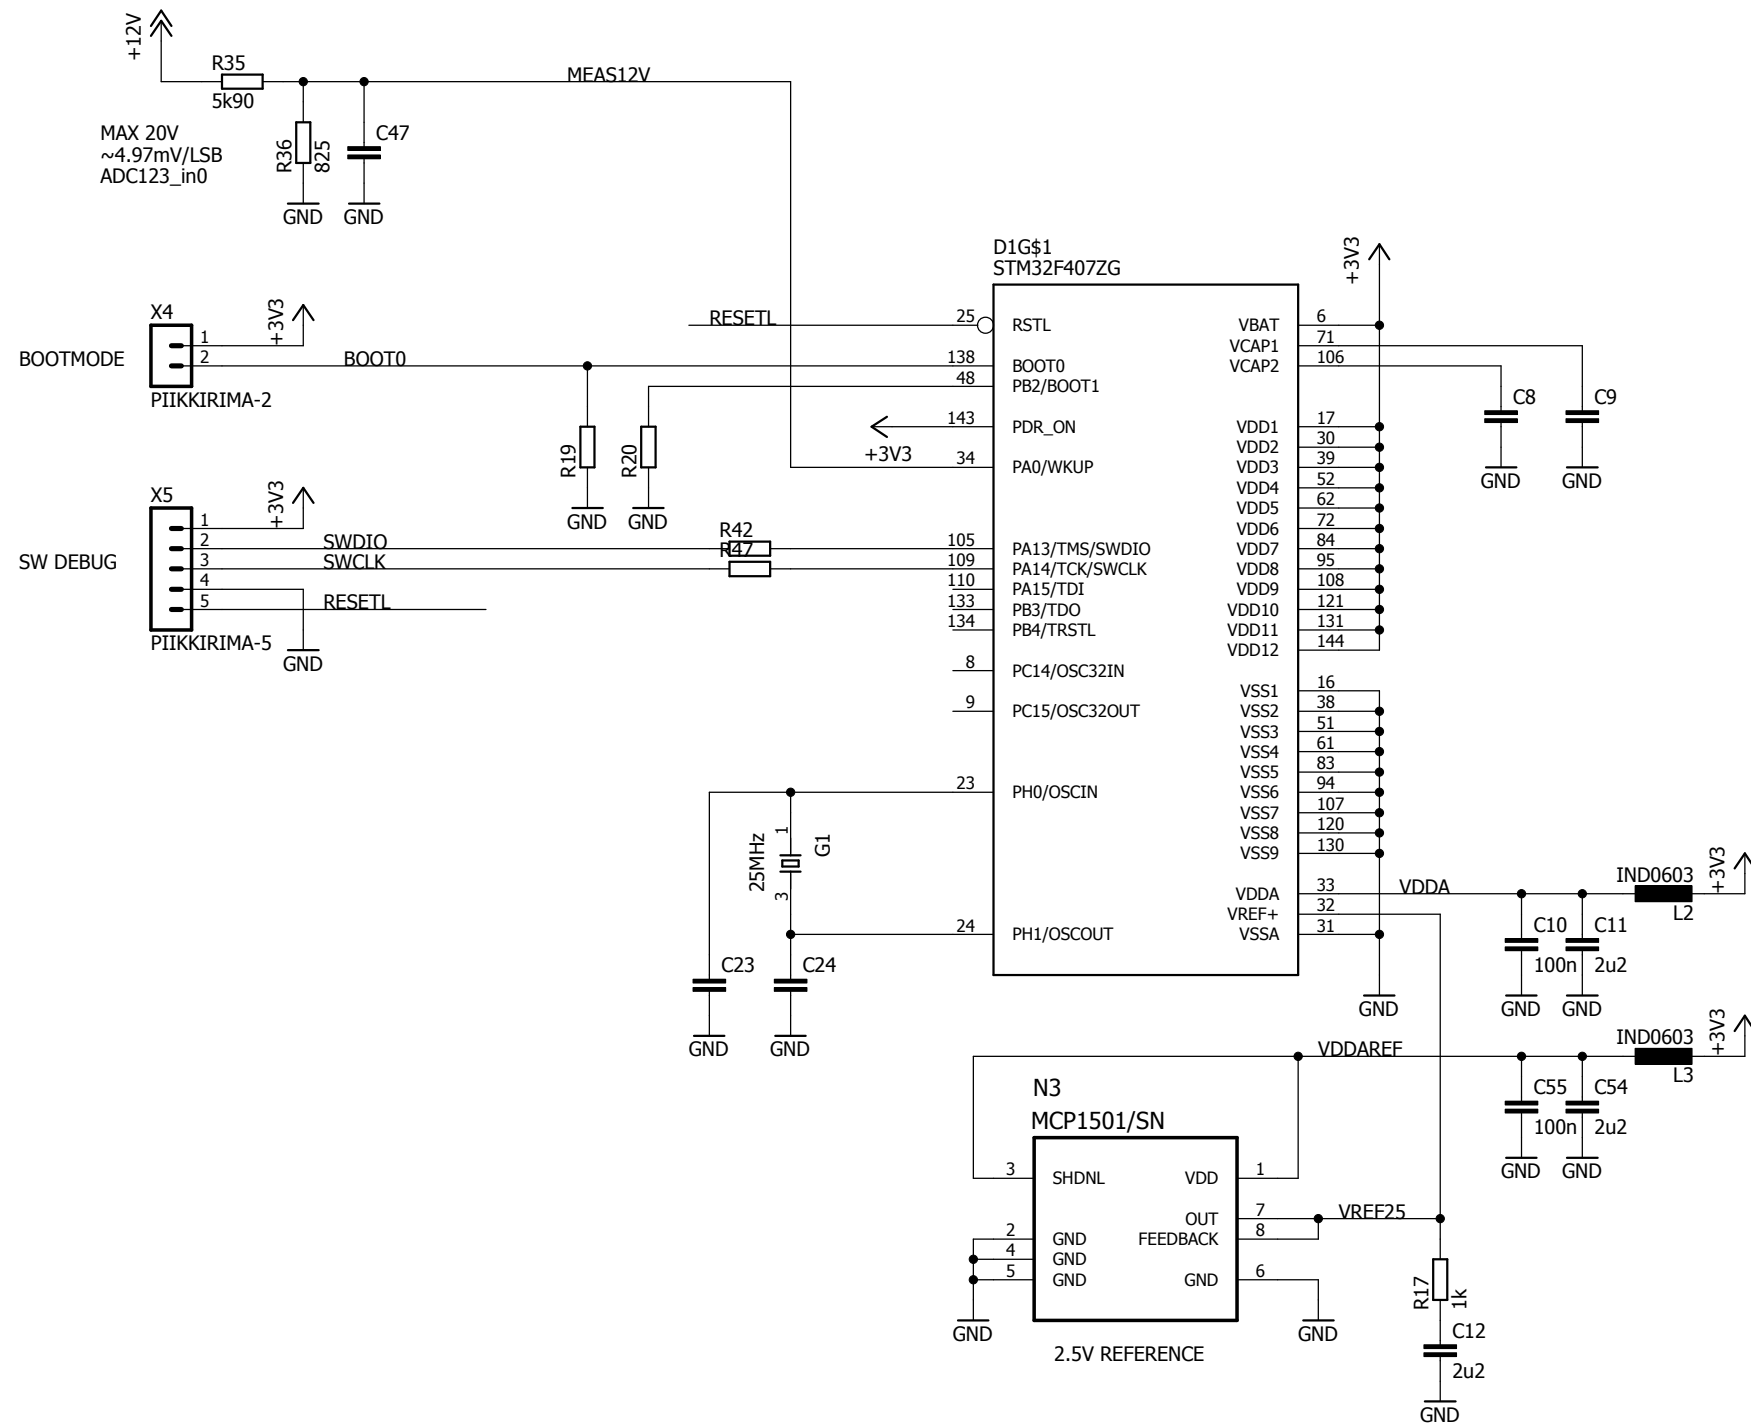 +12V
R35
5k90
MEAS12V
MAX 20V
~4.97mV/LSB
ADC123_in0
R36
825
C47
GND
GND
D1G$1
STM32F407ZG
+3V3
X4
1
2
+3V3
BOOTMODE
BOOT0
PIIKKIRIMA-2
RESETL
25
RSTL
138
BOOT0
48
PB2/BOOT1
143
PDR_ON
+3V3
34
PA0/WKUP
R19
R20
GND
GND
X5
1
2
3
4
5
+3V3
SW DEBUG
SWDIO
SWCLK
RESETL
PIIKKIRIMA-5
GND
R42
R47
105
PA13/TMS/SWDIO
109
PA14/TCK/SWCLK
110
PA15/TDI
133
PB3/TDO
134
PB4/TRSTL
8
PC14/OSC32IN
9
PC15/OSC32OUT
23
PH0/OSCIN
24
PH1/OSCOUT
VBAT
6
VCAP1
71
VCAP2
106
C8
C9
GND
GND
VDD1
17
VDD2
30
VDD3
39
VDD4
52
VDD5
62
VDD6
72
VDD7
84
VDD8
95
VDD9
108
VDD10
121
VDD11
131
VDD12
144
VSS1
16
VSS2
38
VSS3
51
VSS4
61
VSS5
83
VSS6
94
VSS7
107
VSS8
120
VSS9
130
VDDA
33
VDDA
VREF+
32
VSSA
31
GND
25MHz
1
3
G1
C23
C24
GND
GND
IND0603
L2
+3V3
C10
100n
C11
2u2
GND
GND
IND0603
L3
+3V3
VDDAREF
C55
100n
C54
2u2
GND
GND
N3
MCP1501/SN
3
SHDNL
VDD
1
OUT
7
VREF25
FEEDBACK
8
2
GND
4
GND
5
GND
GND
6
GND
GND
2.5V REFERENCE
R17
1k
C12
2u2
GND